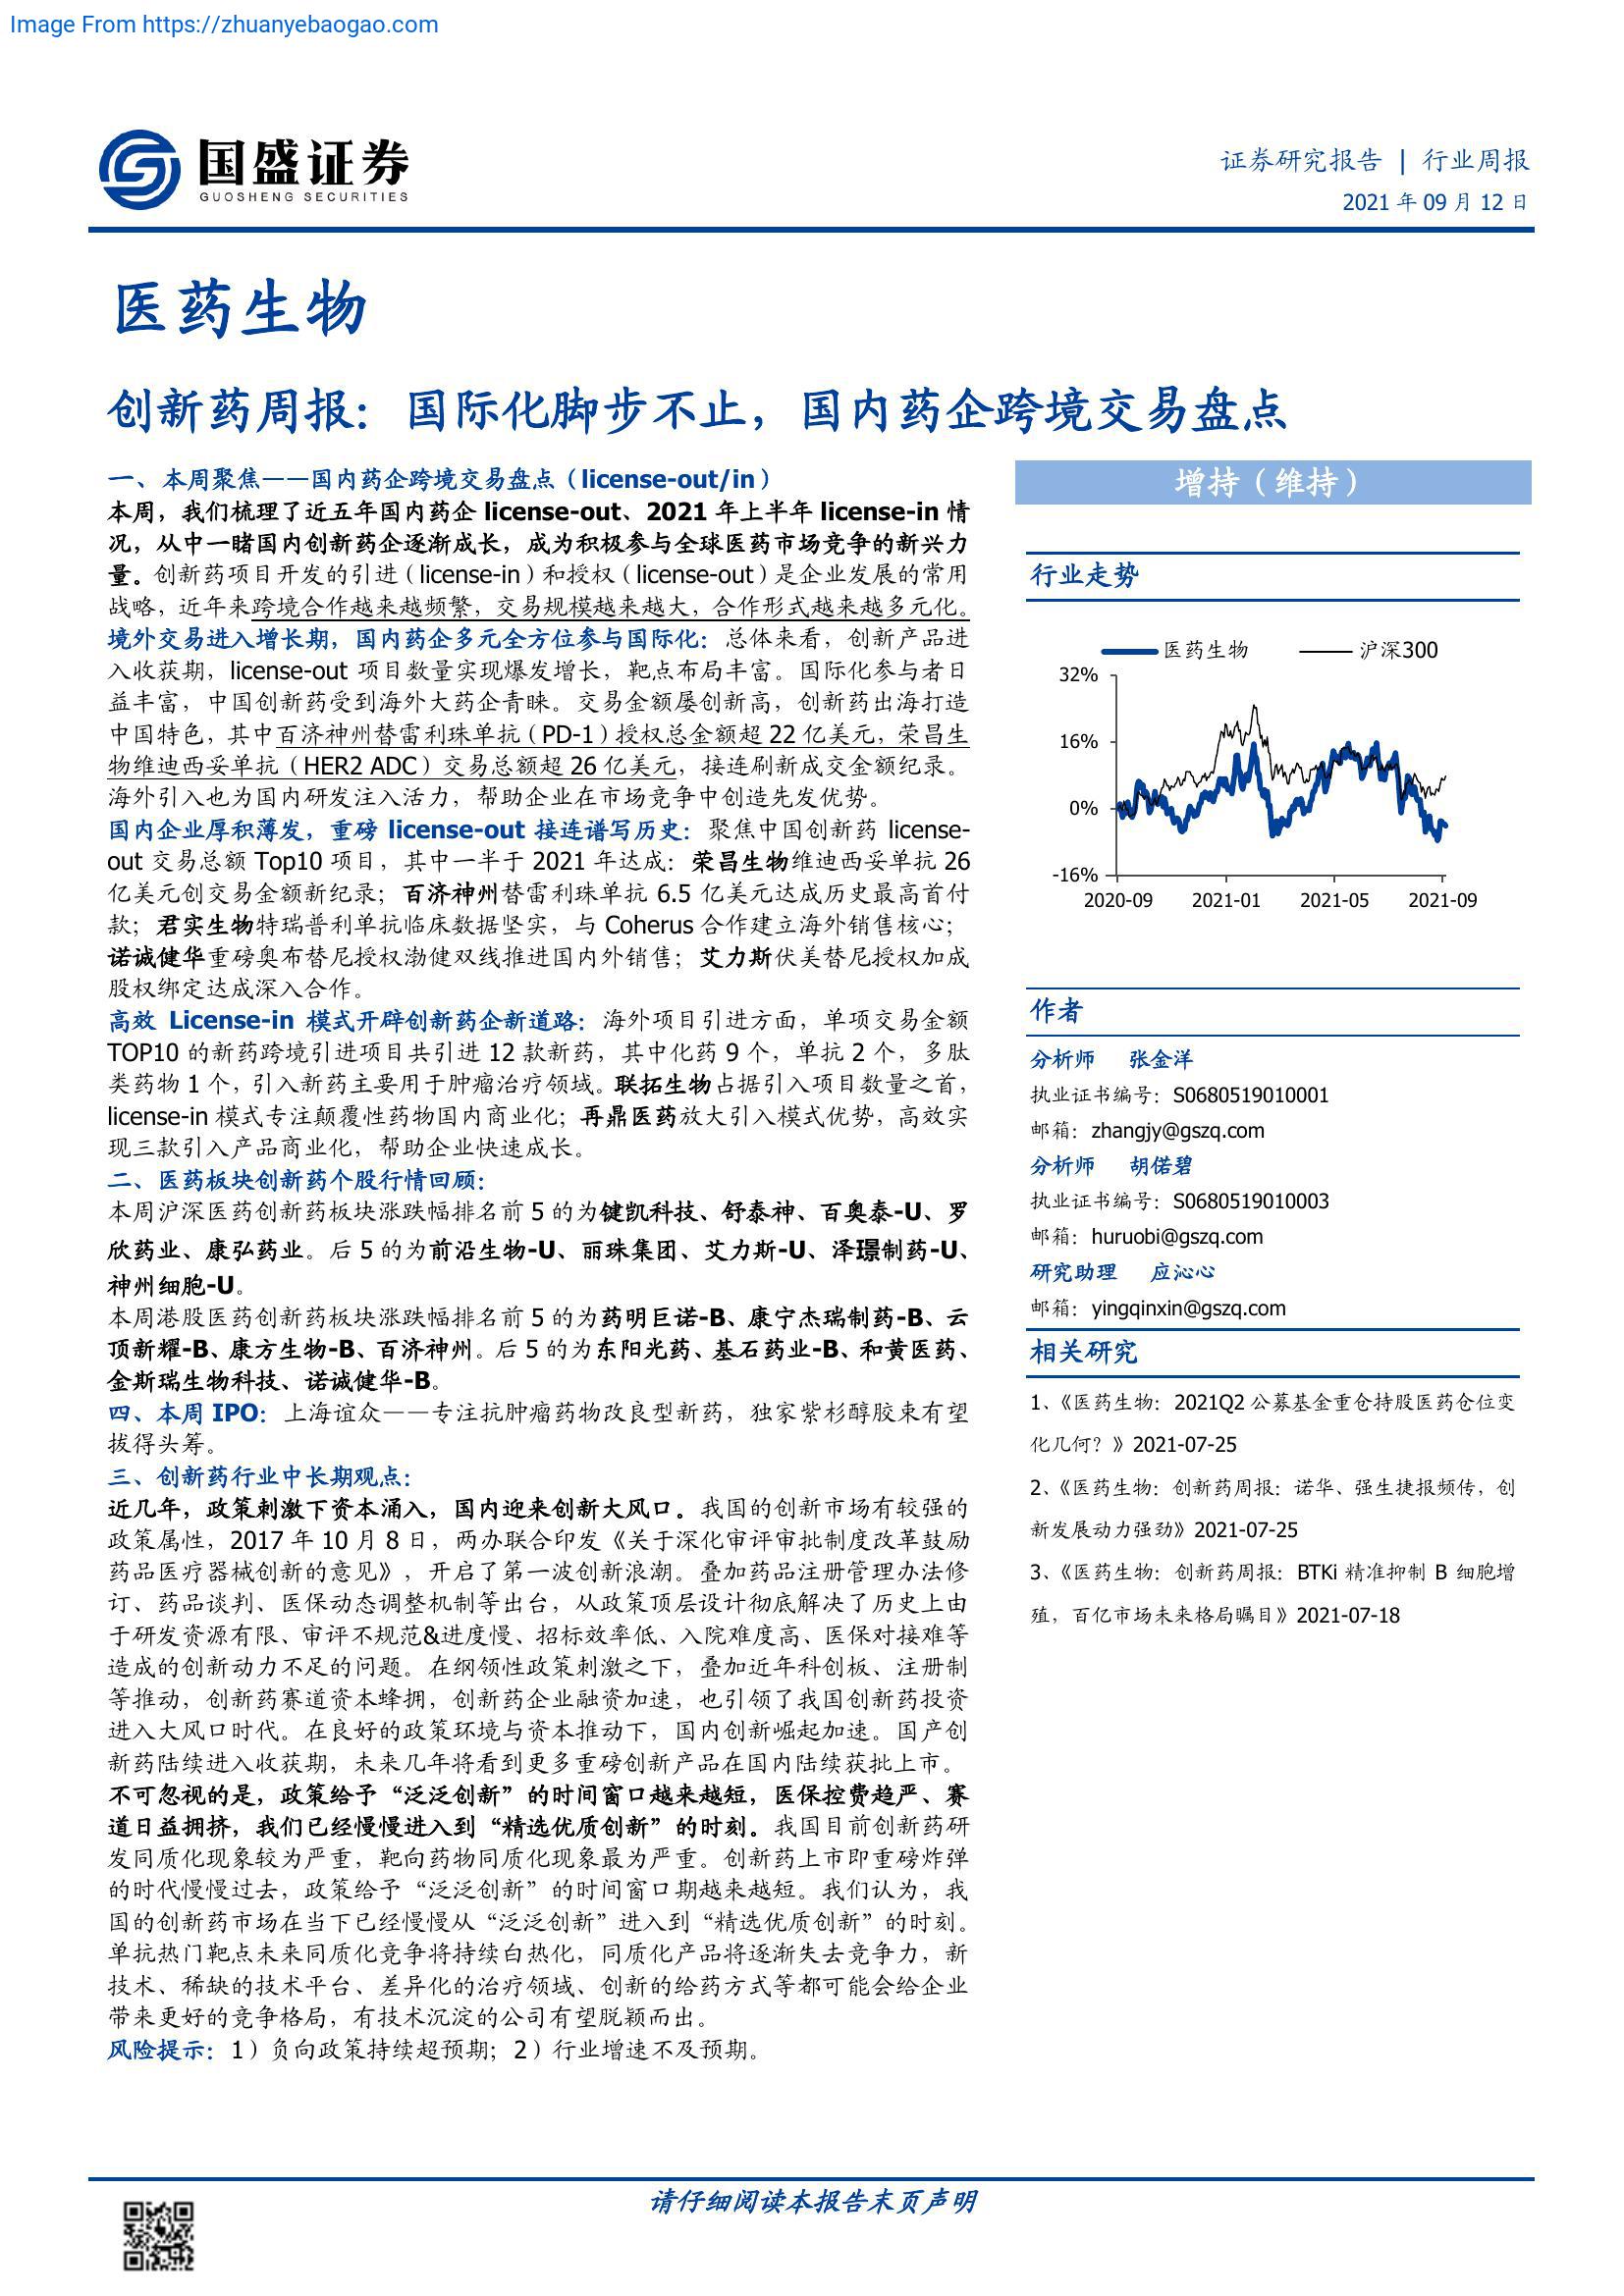 Image From https://zhuanyebaogao.com
国盛证券
GUOSHENG SECURITIES
证券研究报告 | 行业周报
2021 年 09 月 12 日
医药生物
创新药周报：国际化脚步不止，国内药企跨境交易盘点
一、本周聚焦——国内药企跨境交易盘点（license-out/in）
本周，我们梳理了近五年国内药企 license-out、2021 年上半年 license-in 情
况，从中一睹国内创新药企逐渐成长，成为积极参与全球医药市场竞争的新兴力
量。创新药项目开发的引进（license-in）和授权（license-out）是企业发展的常用
战略，近年来跨境合作越来越频繁，交易规模越来越大，合作形式越来越多元化。
境外交易进入增长期，国内药企多元全方位参与国际化：总体来看，创新产品进
入收获期，license-out 项目数量实现爆发增长，靶点布局丰富。国际化参与者日
益丰富，中国创新药受到海外大药企青睐。交易金额屡创新高，创新药出海打造
中国特色，其中百济神州替雷利珠单抗（PD-1）授权总金额超 22 亿美元，荣昌生
物维迪西妥单抗（HER2 ADC）交易总额超 26 亿美元，接连刷新成交金额纪录。
海外引入也为国内研发注入活力，帮助企业在市场竞争中创造先发优势。
国内企业厚积薄发，重磅 license-out 接连谱写历史：聚焦中国创新药 license-
out 交易总额 Top10 项目，其中一半于 2021 年达成：荣昌生物维迪西妥单抗 26
亿美元创交易金额新纪录；百济神州替雷利珠单抗 6.5 亿美元达成历史最高首付
款；君实生物特瑞普利单抗临床数据坚实，与 Coherus 合作建立海外销售核心；
诺诚健华重磅奥布替尼授权渤健双线推进国内外销售；艾力斯伏美替尼授权加成
股权绑定达成深入合作。
高效 License-in 模式开辟创新药企新道路：海外项目引进方面，单项交易金额
TOP10 的新药跨境引进项目共引进 12 款新药，其中化药 9 个，单抗 2 个，多肽
类药物 1 个，引入新药主要用于肿瘤治疗领域。联拓生物占据引入项目数量之首，
license-in 模式专注颠覆性药物国内商业化；再鼎医药放大引入模式优势，高效实
现三款引入产品商业化，帮助企业快速成长。
二、医药板块创新药个股行情回顾：
本周沪深医药创新药板块涨跌幅排名前 5 的为键凯科技、舒泰神、百奥泰-U、罗
欣药业、康弘药业。后 5 的为前沿生物-U、丽珠集团、艾力斯-U、泽璟制药-U、
神州细胞-U。
本周港股医药创新药板块涨跌幅排名前 5 的为药明巨诺-B、康宁杰瑞制药-B、云
顶新耀-B、康方生物-B、百济神州。后 5 的为东阳光药、基石药业-B、和黄医药、
金斯瑞生物科技、诺诚健华-B。
四、本周 IPO：上海谊众——专注抗肿瘤药物改良型新药，独家紫杉醇胶束有望
拔得头筹。
三、创新药行业中长期观点：
近几年，政策刺激下资本涌入，国内迎来创新大风口。我国的创新市场有较强的
政策属性，2017 年 10 月 8 日，两办联合印发《关于深化审评审批制度改革鼓励
药品医疗器械创新的意见》，开启了第一波创新浪潮。叠加药品注册管理办法修
订、药品谈判、医保动态调整机制等出台，从政策顶层设计彻底解决了历史上由
于研发资源有限、审评不规范&进度慢、招标效率低、入院难度高、医保对接难等
造成的创新动力不足的问题。在纲领性政策刺激之下，叠加近年科创板、注册制
等推动，创新药赛道资本蜂拥，创新药企业融资加速，也引领了我国创新药投资
进入大风口时代。在良好的政策环境与资本推动下，国内创新崛起加速。国产创
新药陆续进入收获期，未来几年将看到更多重磅创新产品在国内陆续获批上市。
不可忽视的是，政策给予“泛泛创新”的时间窗口越来越短，医保控费趋严、赛
道日益拥挤，我们已经慢慢进入到“精选优质创新”的时刻。我国目前创新药研
发同质化现象较为严重，靶向药物同质化现象最为严重。创新药上市即重磅炸弹
的时代慢慢过去，政策给予“泛泛创新”的时间窗口期越来越短。我们认为，我
国的创新药市场在当下已经慢慢从“泛泛创新”进入到“精选优质创新”的时刻。
单抗热门靶点未来同质化竞争将持续白热化，同质化产品将逐渐失去竞争力，新
技术、稀缺的技术平台、差异化的治疗领域、创新的给药方式等都可能会给企业
带来更好的竞争格局，有技术沉淀的公司有望脱颖而出。
风险提示：1）负向政策持续超预期；2）行业增速不及预期。
增持（维持）
行业走势
医药生物 沪深300
32%
16%
0%
-16%
2020-09 2021-01 2021-05 2021-09
作者
分析师 张金洋
执业证书编号：S0680519010001
邮箱：zhangjy@gszq.com
分析师 胡偌碧
执业证书编号：S0680519010003
邮箱：huruobi@gszq.com
研究助理 应沁心
邮箱：yingqinxin@gszq.com
相关研究
1、《医药生物：2021Q2 公募基金重仓持股医药仓位变
化几何？》2021-07-25
2、《医药生物：创新药周报：诺华、强生捷报频传，创
新发展动力强劲》2021-07-25
3、《医药生物：创新药周报：BTKi 精准抑制 B 细胞增
殖，百亿市场未来格局瞩目》2021-07-18
请仔细阅读本报告末页声明